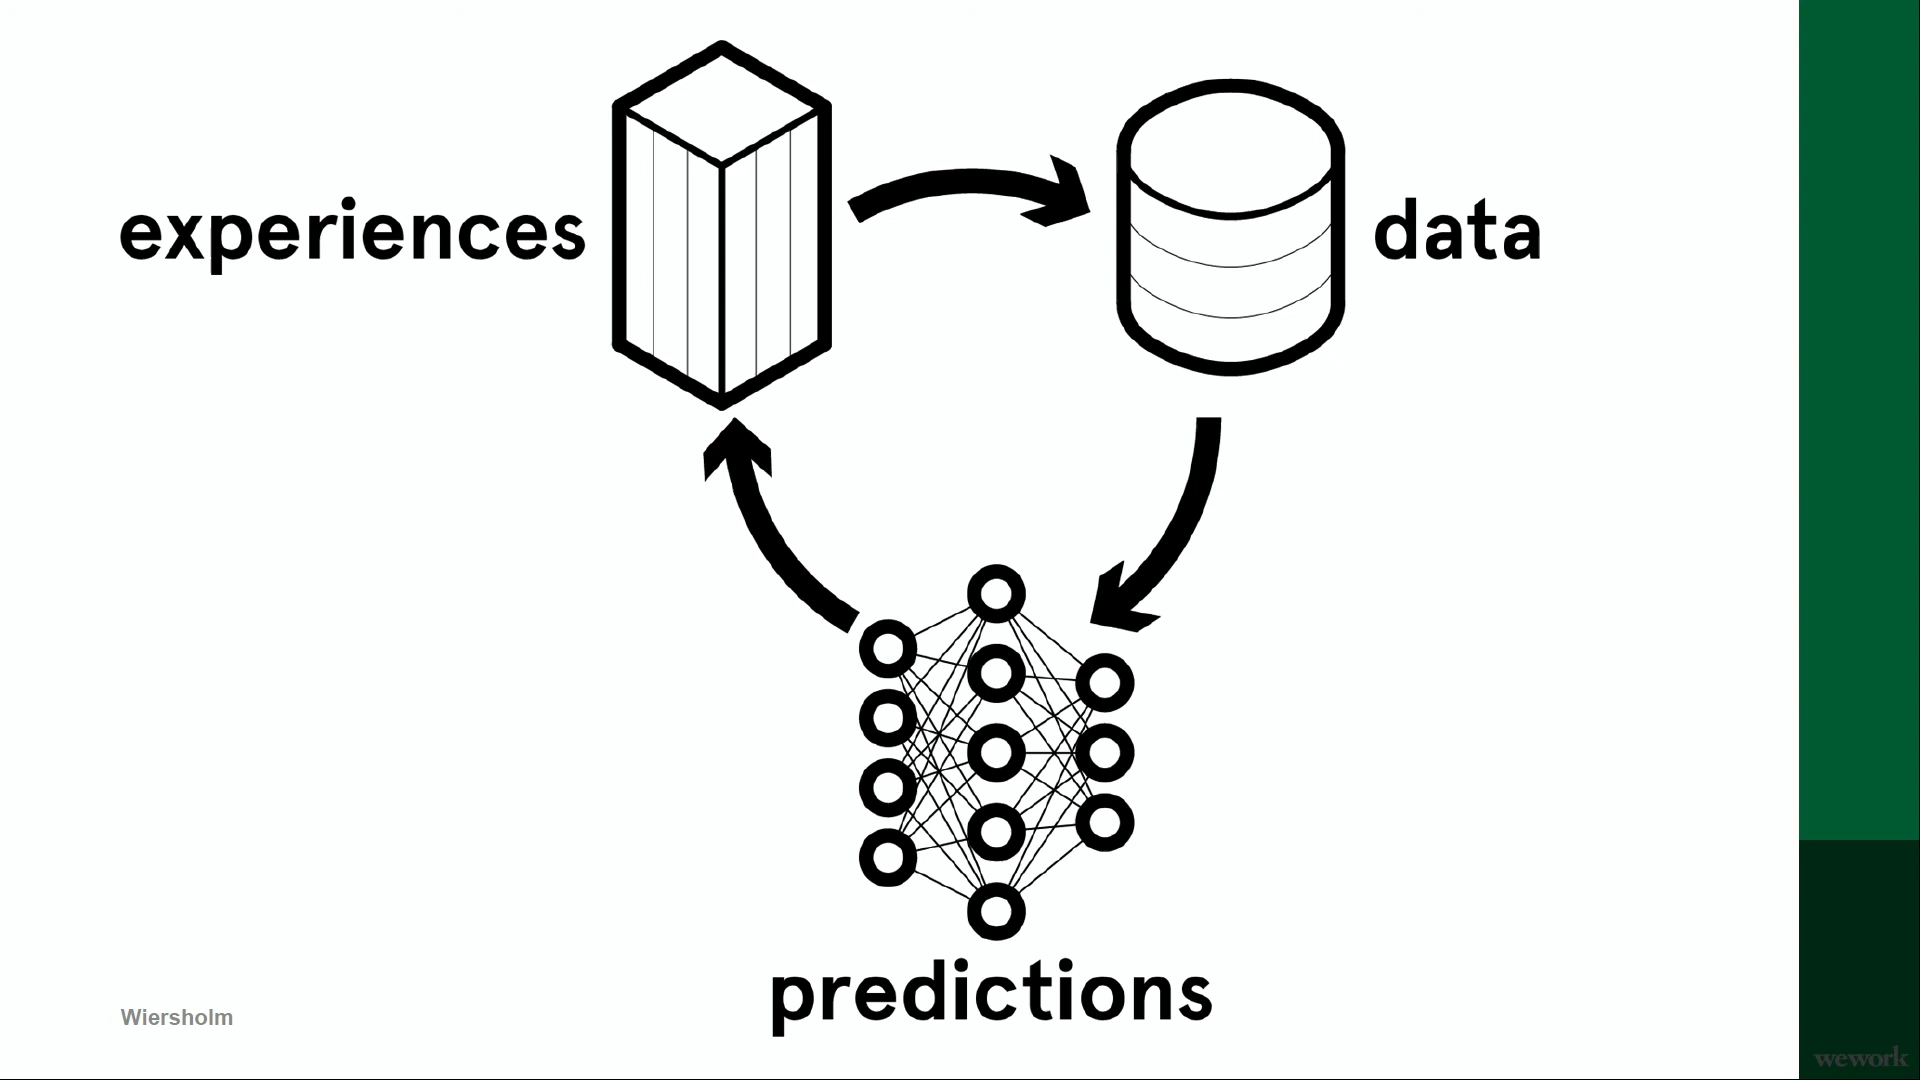 experiences
data
predictions
Wiersholm
wework